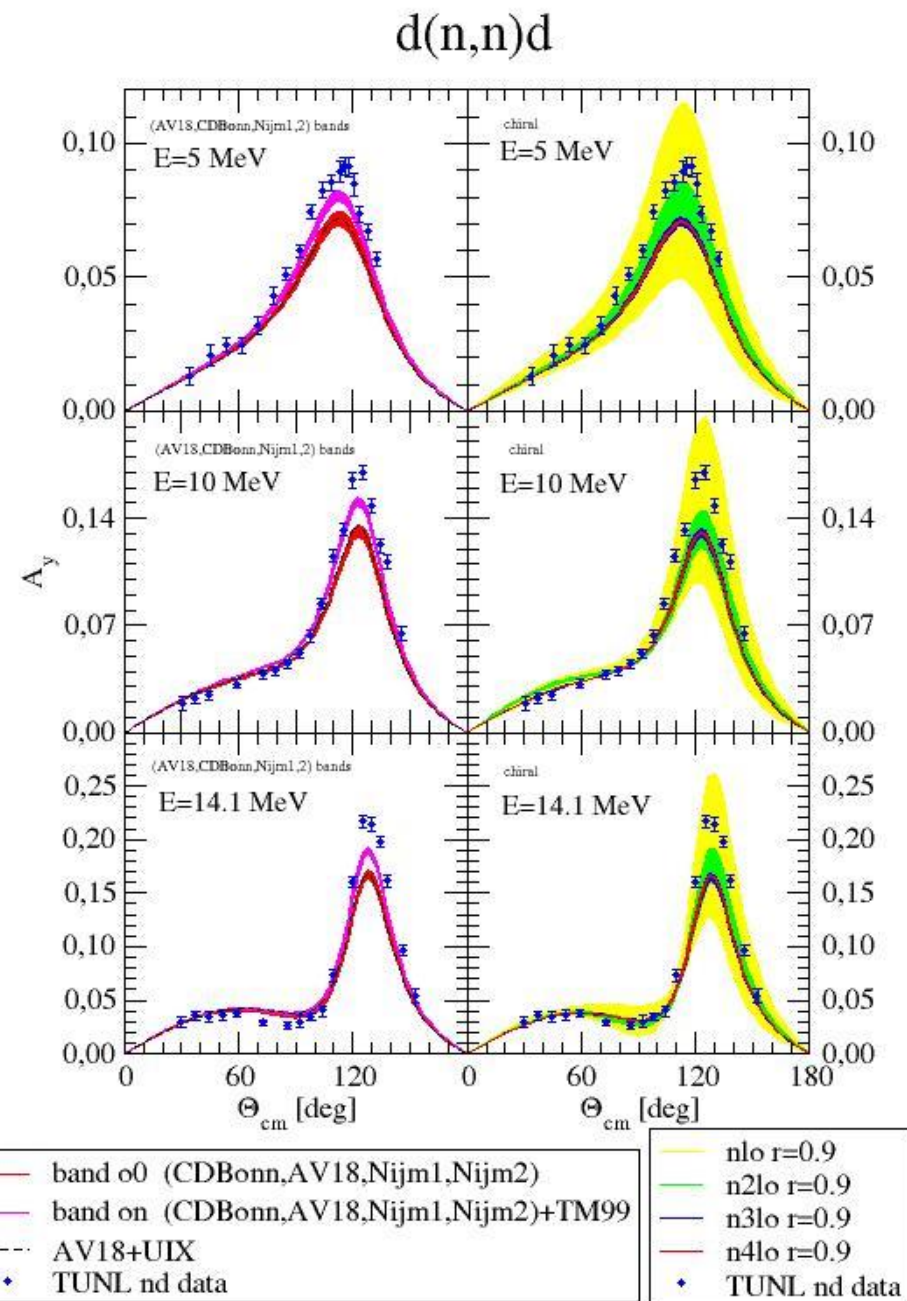 d(n,n)d
(AV18,CDBonn,Nijm1,2) bands
E=5 MeV
chiral
E=5 MeV
0,10
0,10
0,05
0,05
0,00
0,00
(AV18,CDBonn,Nijm1,2) bands
E=10 MeV
chiral
E=10 MeV
0,14
0,14
A_y
0,07
0,07
0,00
0,00
(AV18,CDBonn,Nijm1,2) bands
E=14.1 MeV
chiral
E=14.1 MeV
0,25
0,25
0,20
0,20
0,15
0,15
0,10
0,10
0,05
0,05
0,00
0,00
0 60 120 0 60 120 180
Θ_cm [deg] Θ_cm [deg]
band o0 (CDBonn,AV18,Nijm1,Nijm2)
band on (CDBonn,AV18,Nijm1,Nijm2)+TM99
AV18+UIX
TUNL nd data
nlo r=0.9
n2lo r=0.9
n3lo r=0.9
n4lo r=0.9
TUNL nd data